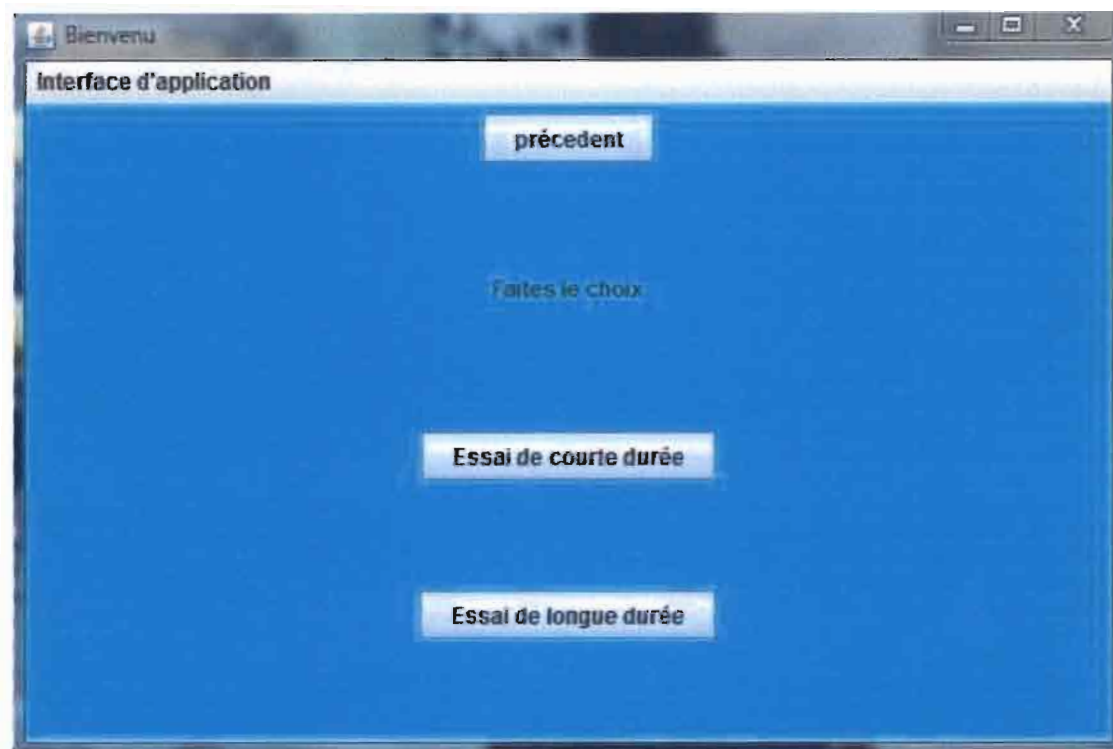 Bienvenu
Interface d'application
précedent
Faites le choix
Essai de courte durée
Essai de longue durée